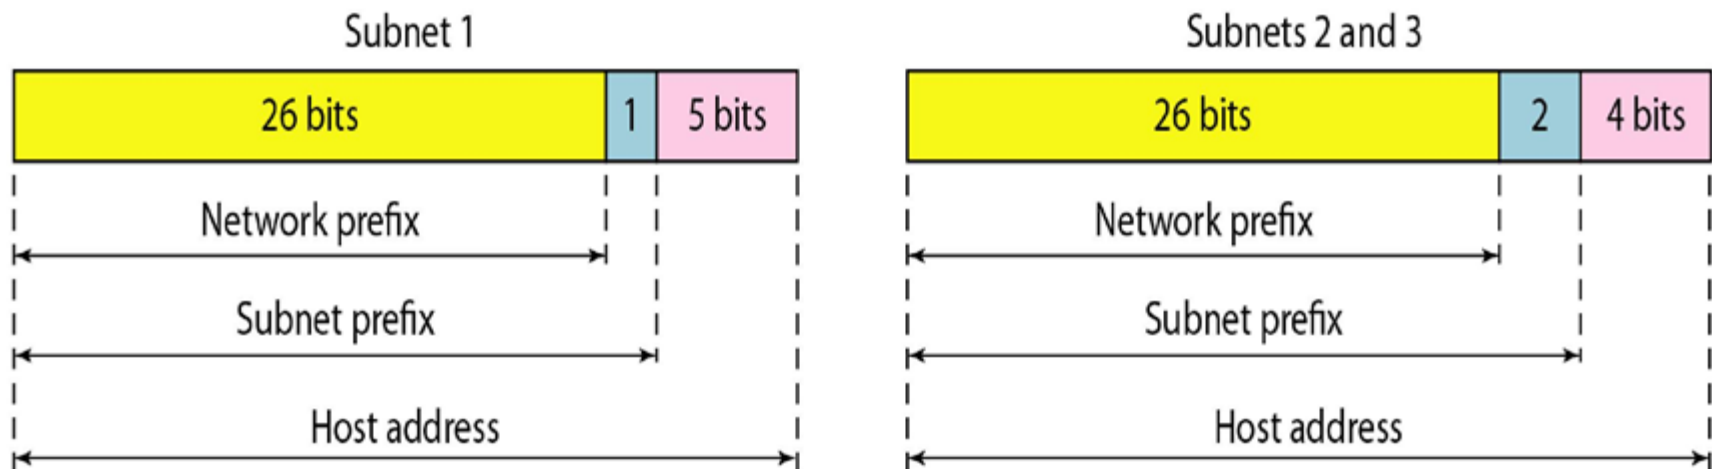 Subnet 1
26 bits
1
5 bits
Network prefix
Subnet prefix
Host address
Subnets 2 and 3
26 bits
2
4 bits
Network prefix
Subnet prefix
Host address